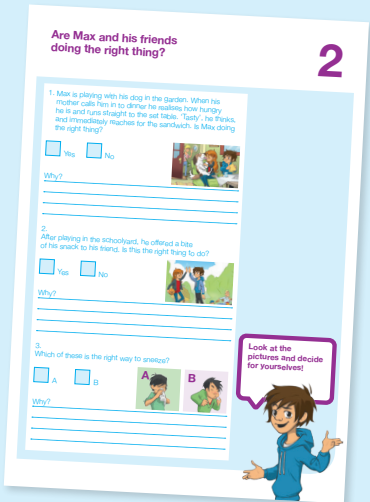 Are Max and his friends
doing the right thing?
2
1. Max is playing with his dog in the garden. When his
mother calls him in to dinner he realises how hungry
he is and runs straight to the set table. 'Tasty', he thinks,
and immediately reaches for the sandwich. Is Max doing
the right thing?
Yes No
Why?
2.
After playing in the schoolyard, he offered a bite
of his snack to his friend. Is this the right thing to do?
Yes No
Why?
3.
Which of these is the right way to sneeze?
A B
A B
Why?
Look at the
pictures and decide
for yourselves!